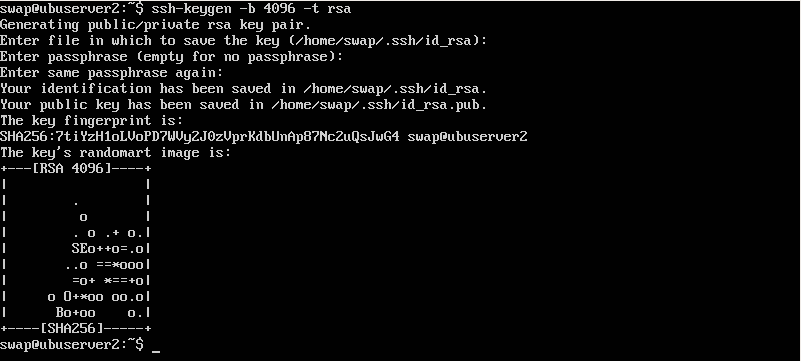 swap@ubuserver2:~$ ssh-keygen -b 4096 -t rsa
Generating public/private rsa key pair.
Enter file in which to save the key (/home/swap/.ssh/id_rsa):
Enter passphrase (empty for no passphrase):
Enter same passphrase again:
Your identification has been saved in /home/swap/.ssh/id_rsa.
Your public key has been saved in /home/swap/.ssh/id_rsa.pub.
The key fingerprint is:
SHA256:7tiYzH1oLVoPD7WVy2J0zVprKdbUnAp87Nc2uQsJwG4 swap@ubuserver2
The key's randomart image is:
+---[RSA 4096]----+
|                 |
|        .        |
|         o       |
|        . o .+ o.|
|        SEo++o=.o|
|       ..o ==*ooo|
|        =o+ *==+o|
|     o O+*oo oo.o|
|      Bo+oo    o.|
+----[SHA256]-----+
swap@ubuserver2:~$ _